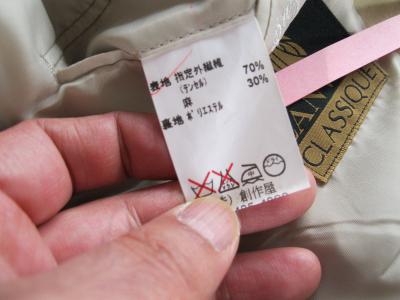 表地 指定外繊維 70%
(テンセル)
麻 30%
裏地 ポリエステル
創作屋
CLASSIQUE